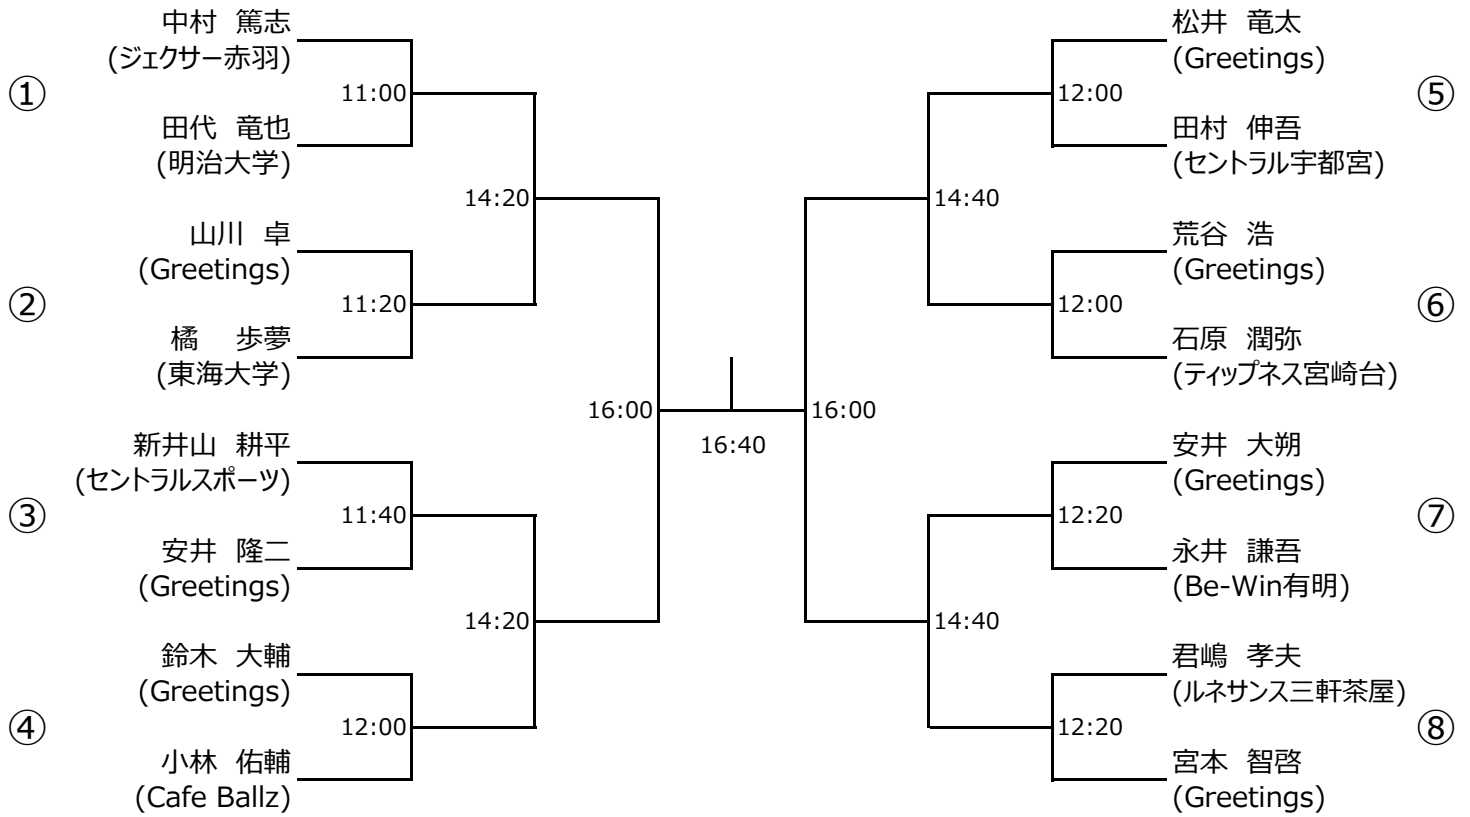 中村　篤志
(ジェクサー赤羽)
①
11:00
田代　竜也
(明治大学)
14:20
山川　卓
(Greetings)
②
11:20
橘　歩夢
(東海大学)
16:00
新井山　耕平
(セントラルスポーツ)
③
11:40
安井　隆二
(Greetings)
14:20
鈴木　大輔
(Greetings)
④
12:00
小林　佑輔
(Cafe Ballz)
16:40
松井　竜太
(Greetings)
12:00
⑤
田村　伸吾
(セントラル宇都宮)
14:40
荒谷　浩
(Greetings)
12:00
⑥
石原　潤弥
(ティップネス宮崎台)
16:00
安井　大朔
(Greetings)
12:20
⑦
永井　謙吾
(Be-Win有明)
14:40
君嶋　孝夫
(ルネサンス三軒茶屋)
12:20
⑧
宮本　智啓
(Greetings)